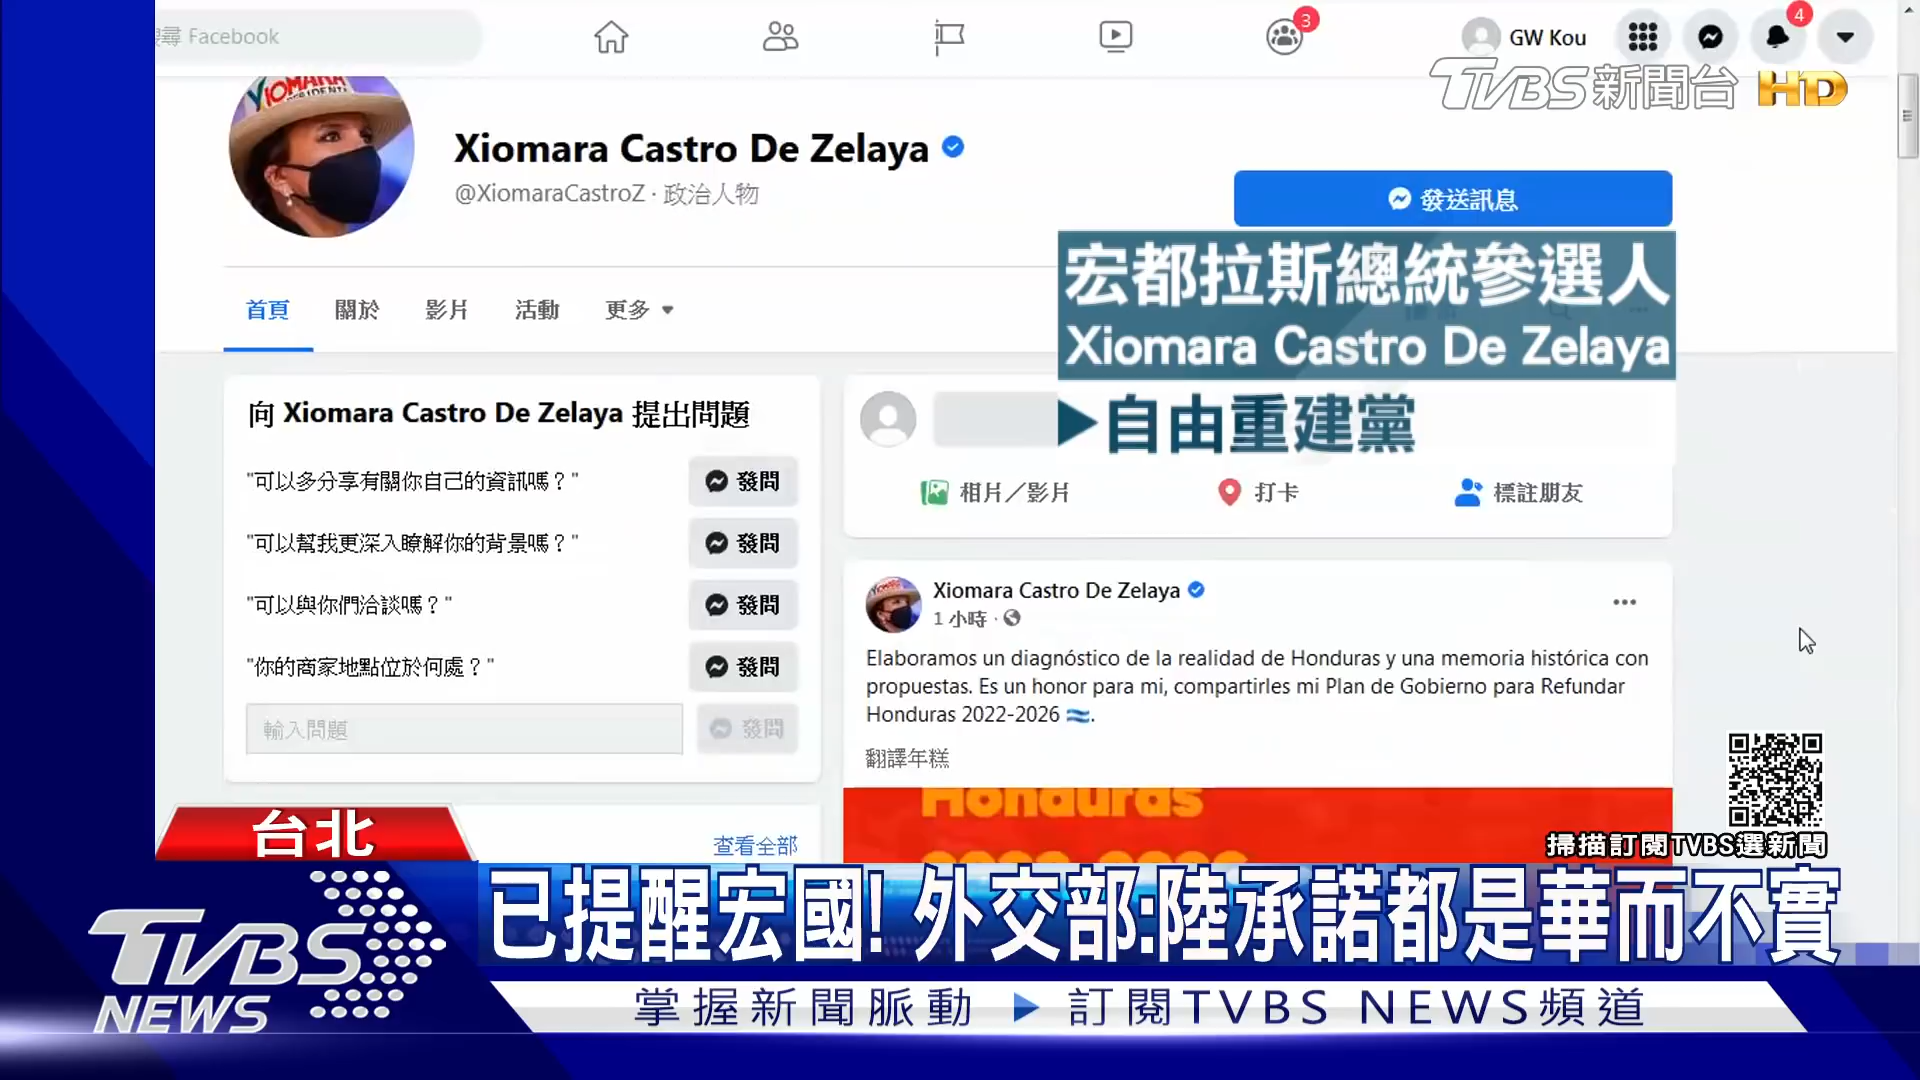 搜尋 Facebook
3
GW Kou
4
TVBS新聞台 HD
XIOMARA
PRESIDENTA
Xiomara Castro De Zelaya
@XiomaraCastroZ · 政治人物
發送訊息
宏都拉斯總統參選人
Xiomara Castro De Zelaya
▶自由重建黨
首頁 關於 影片 活動 更多
向 Xiomara Castro De Zelaya 提出問題
"可以多分享有關你自己的資訊嗎？" 發問
"可以幫我更深入瞭解你的背景嗎？" 發問
"可以與你們洽談嗎？" 發問
"你的商家地點位於何處？" 發問
輸入問題 發問
查看全部
相片／影片 打卡 標註朋友
Xiomara Castro De Zelaya
1 小時 ·
Elaboramos un diagnóstico de la realidad de Honduras y una memoria histórica con
propuestas. Es un honor para mi, compartirles mi Plan de Gobierno para Refundar
Honduras 2022-2026 🇭🇳.
翻譯年糕
Honduras
2022-2026
掃描訂閱TVBS選新聞
台北
已提醒宏國! 外交部:陸承諾都是華而不實
TVBS
NEWS
掌握新聞脈動 ▶ 訂閱TVBS NEWS頻道